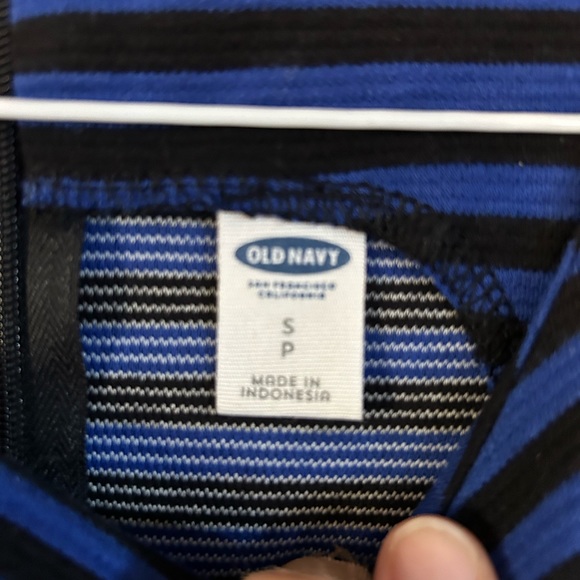 OLD NAVY
SAN FRANCISCO
CALIFORNIA
S
P
MADE IN
INDONESIA